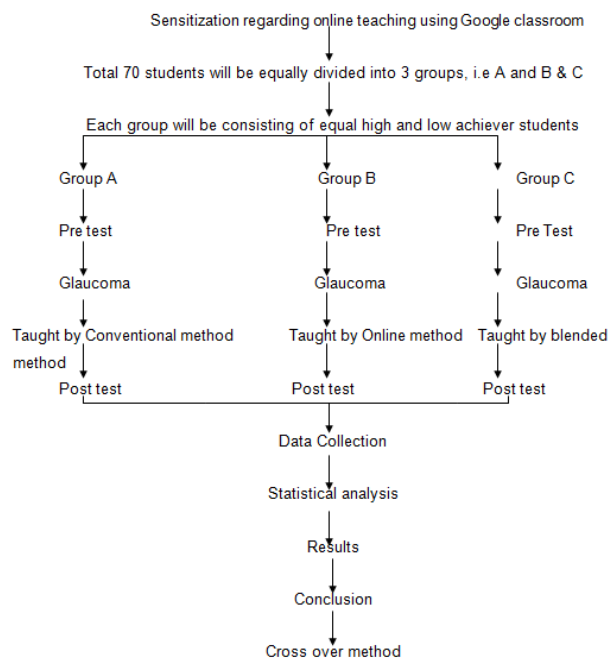 Sensitization regarding online teaching using Google classroom
Total 70 students will be equally divided into 3 groups, i.e A and B & C
Each group will be consisting of equal high and low achiever students
Group A
Group B
Group C
Pre test
Pre test
Pre Test
Glaucoma
Glaucoma
Glaucoma
Taught by Conventional method
Taught by Online method
Taught by blended
method
Post test
Post test
Post test
Data Collection
Statistical analysis
Results
Conclusion
Cross over method